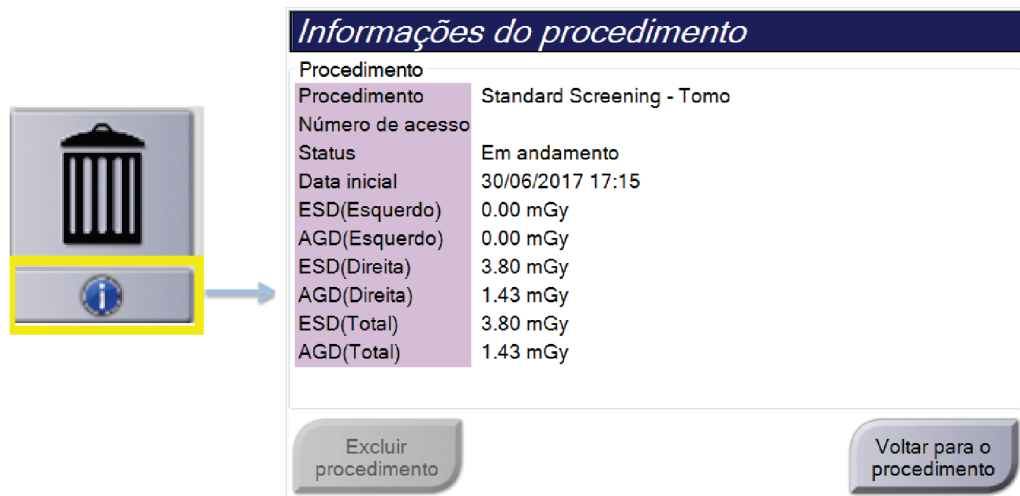 Informações do procedimento
Procedimento
Procedimento Standard Screening - Tomo
Número de acesso
Status Em andamento
Data inicial 30/06/2017 17:15
ESD(Esquerdo) 0.00 mGy
AGD(Esquerdo) 0.00 mGy
ESD(Direita) 3.80 mGy
AGD(Direita) 1.43 mGy
ESD(Total) 3.80 mGy
AGD(Total) 1.43 mGy
Excluir
procedimento
Voltar para o
procedimento